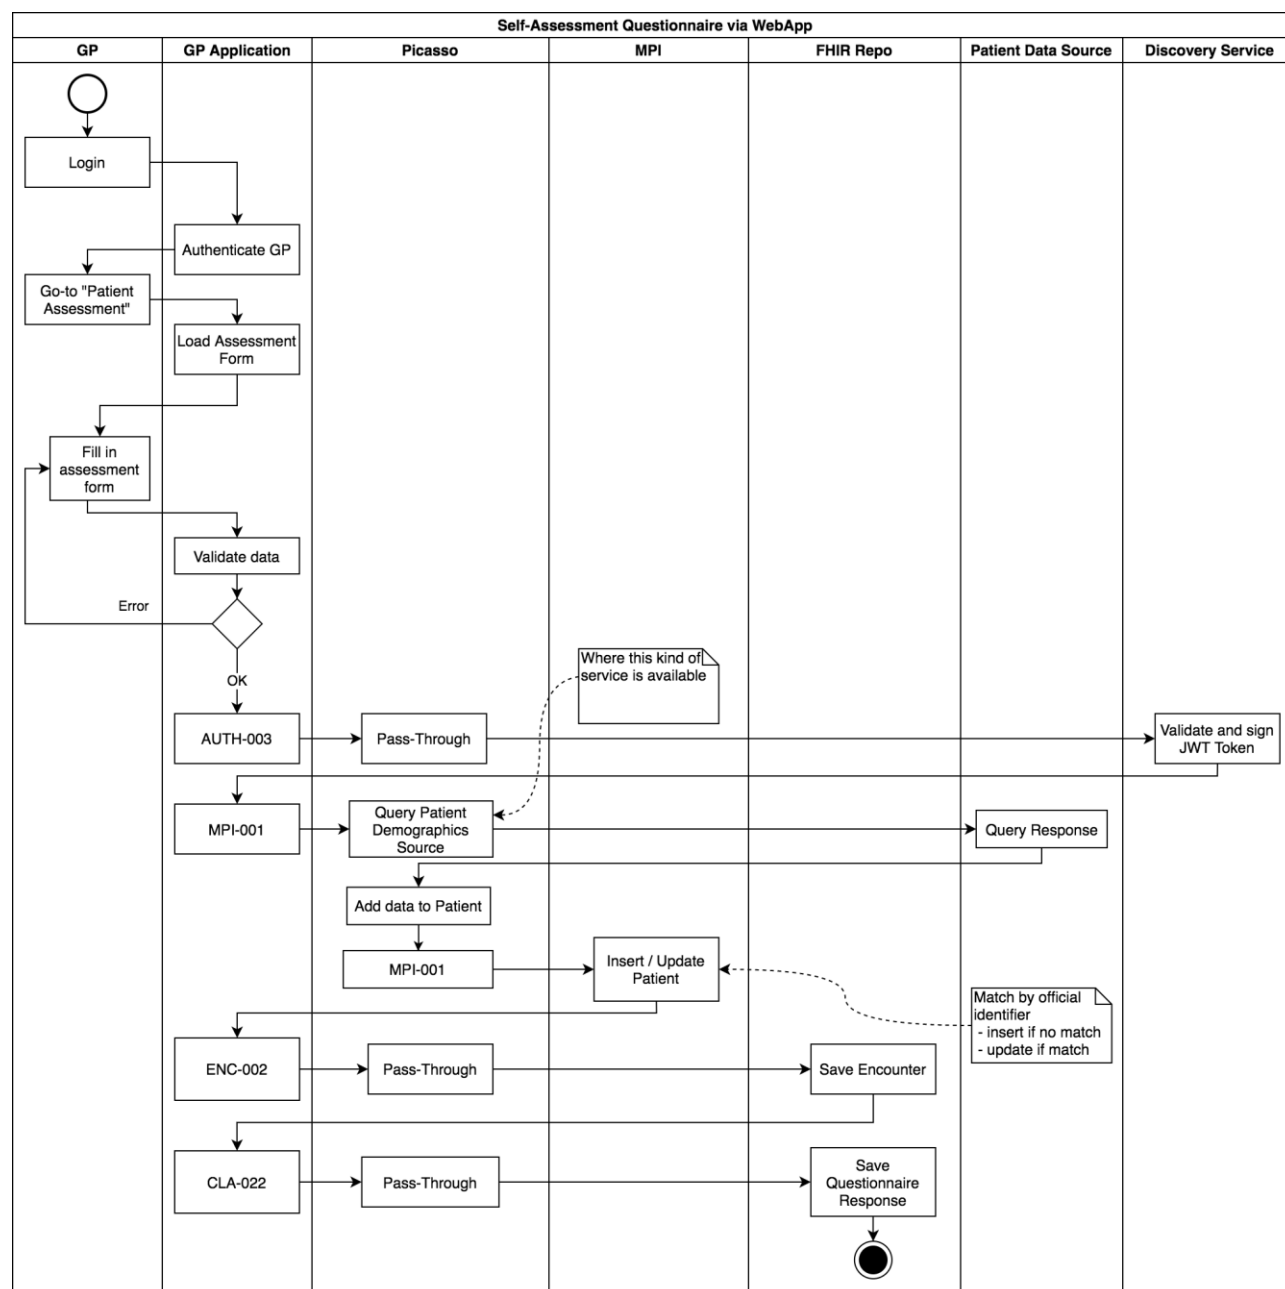 Self-Assessment Questionnaire via WebApp
GP
GP Application
Picasso
MPI
FHIR Repo
Patient Data Source
Discovery Service
Login
Authenticate GP
Go-to "Patient
Assessment"
Load Assessment
Form
Fill in
assessment
form
Validate data
Error
OK
Where this kind of
service is available
AUTH-003
Pass-Through
Validate and sign
JWT Token
MPI-001
Query Patient
Demographics
Source
Query Response
Add data to Patient
MPI-001
Insert / Update
Patient
Match by official
identifier
- insert if no match
- update if match
ENC-002
Pass-Through
Save Encounter
CLA-022
Pass-Through
Save
Questionnaire
Response